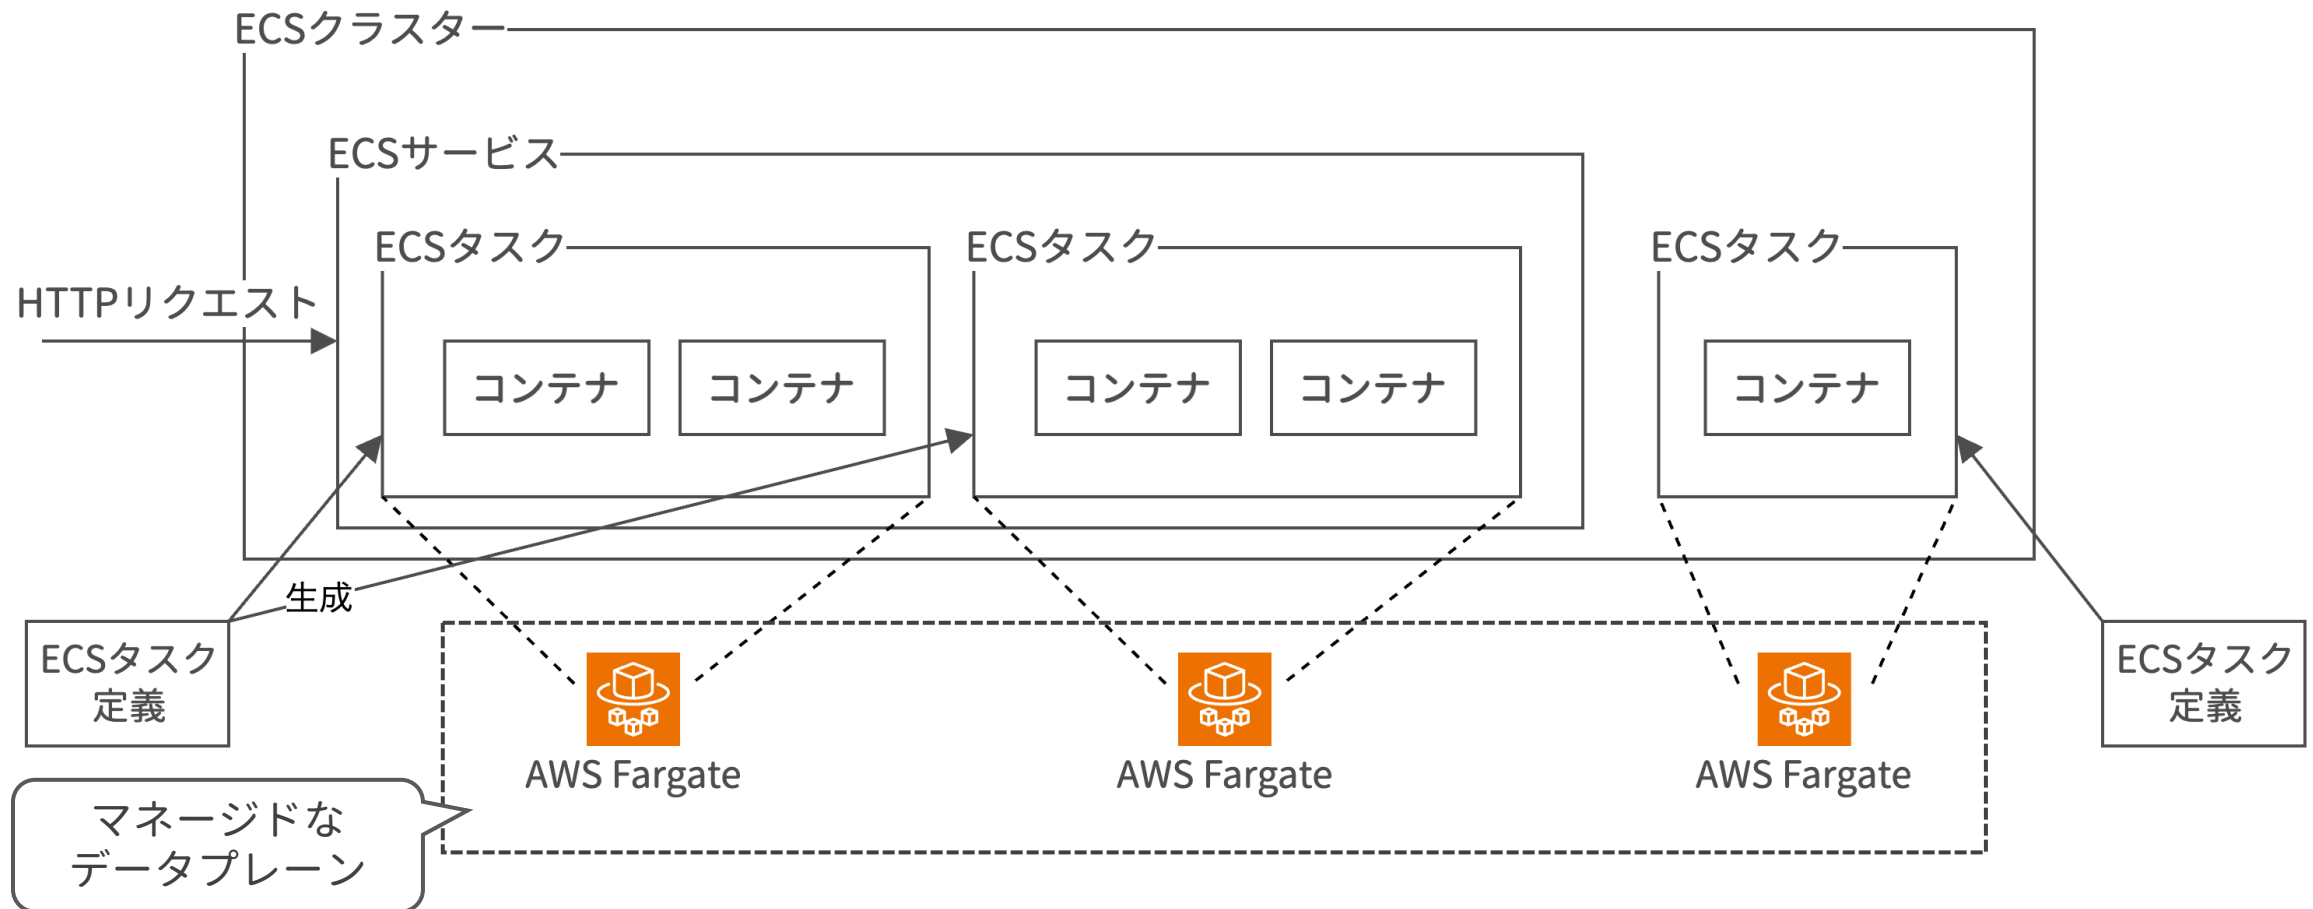 ECSクラスター
ECSサービス
ECSタスク
ECSタスク
ECSタスク
HTTPリクエスト
コンテナ
コンテナ
コンテナ
コンテナ
コンテナ
生成
ECSタスク
定義
ECSタスク
定義
AWS Fargate
AWS Fargate
AWS Fargate
マネージドな
データプレーン